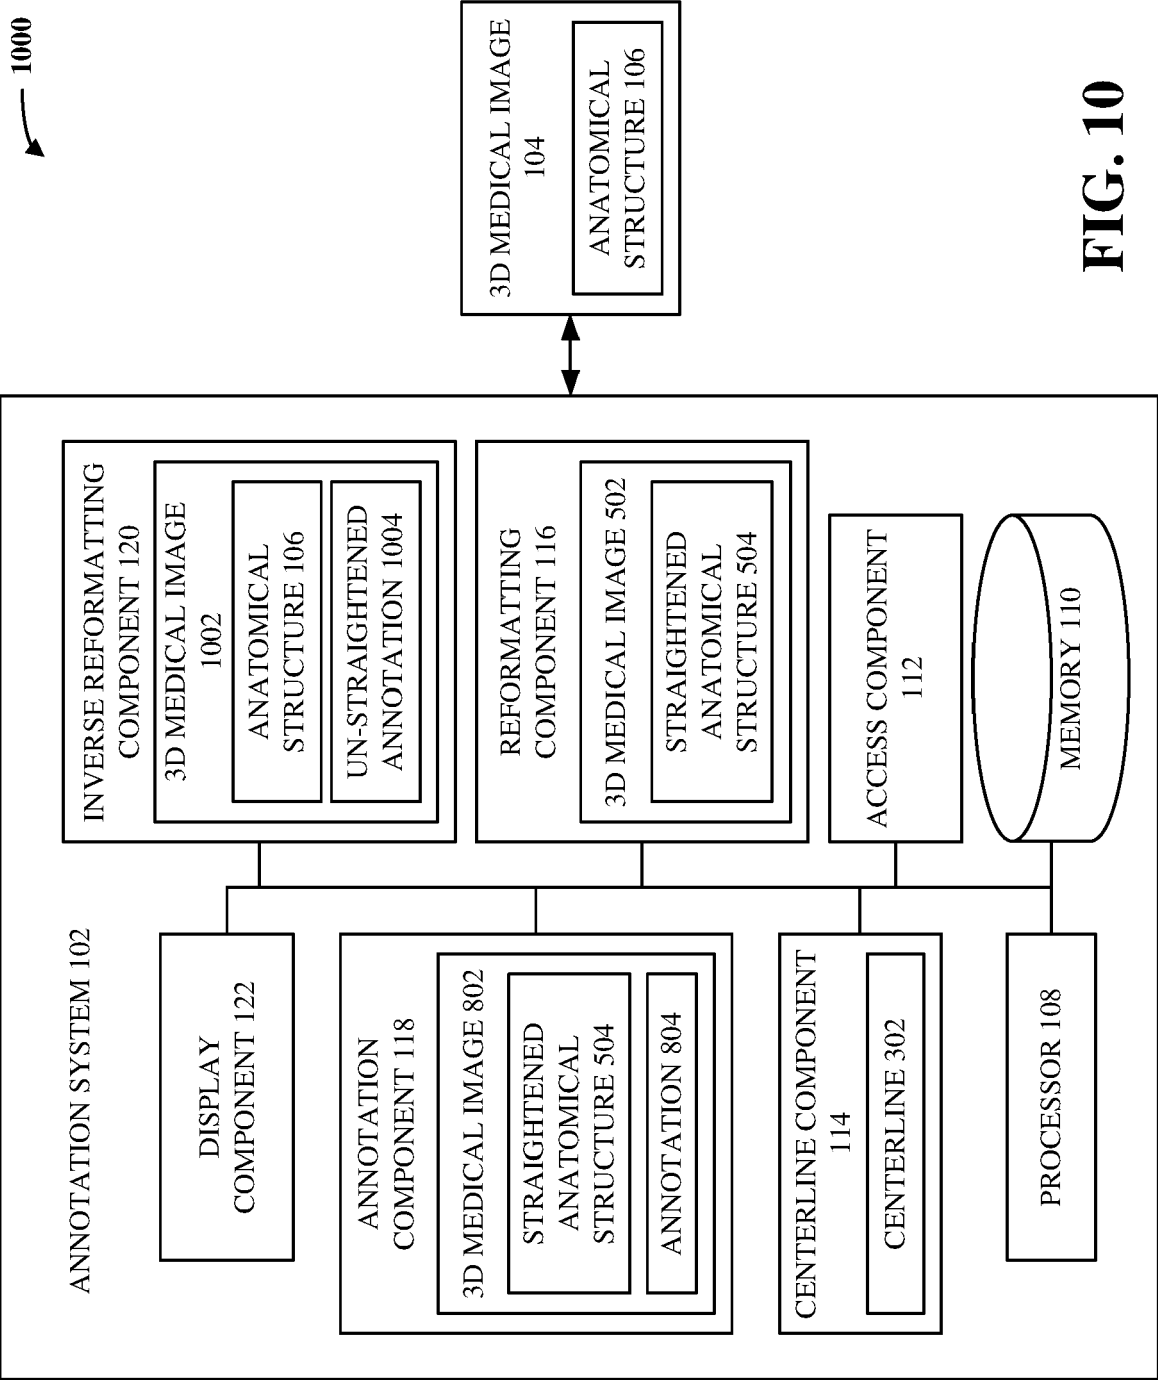 1000
ANNOTATION SYSTEM 102
DISPLAY
COMPONENT 122
INVERSE REFORMATTING
COMPONENT 120
3D MEDICAL IMAGE
1002
ANATOMICAL
STRUCTURE 106
UN-STRAIGHTENED
ANNOTATION 1004
ANNOTATION
COMPONENT 118
3D MEDICAL IMAGE 802
STRAIGHTENED
ANATOMICAL
STRUCTURE 504
ANNOTATION 804
REFORMATTING
COMPONENT 116
3D MEDICAL IMAGE 502
STRAIGHTENED
ANATOMICAL
STRUCTURE 504
CENTERLINE COMPONENT
114
CENTERLINE 302
ACCESS COMPONENT
112
PROCESSOR 108
MEMORY 110
3D MEDICAL IMAGE
104
ANATOMICAL
STRUCTURE 106
FIG. 10